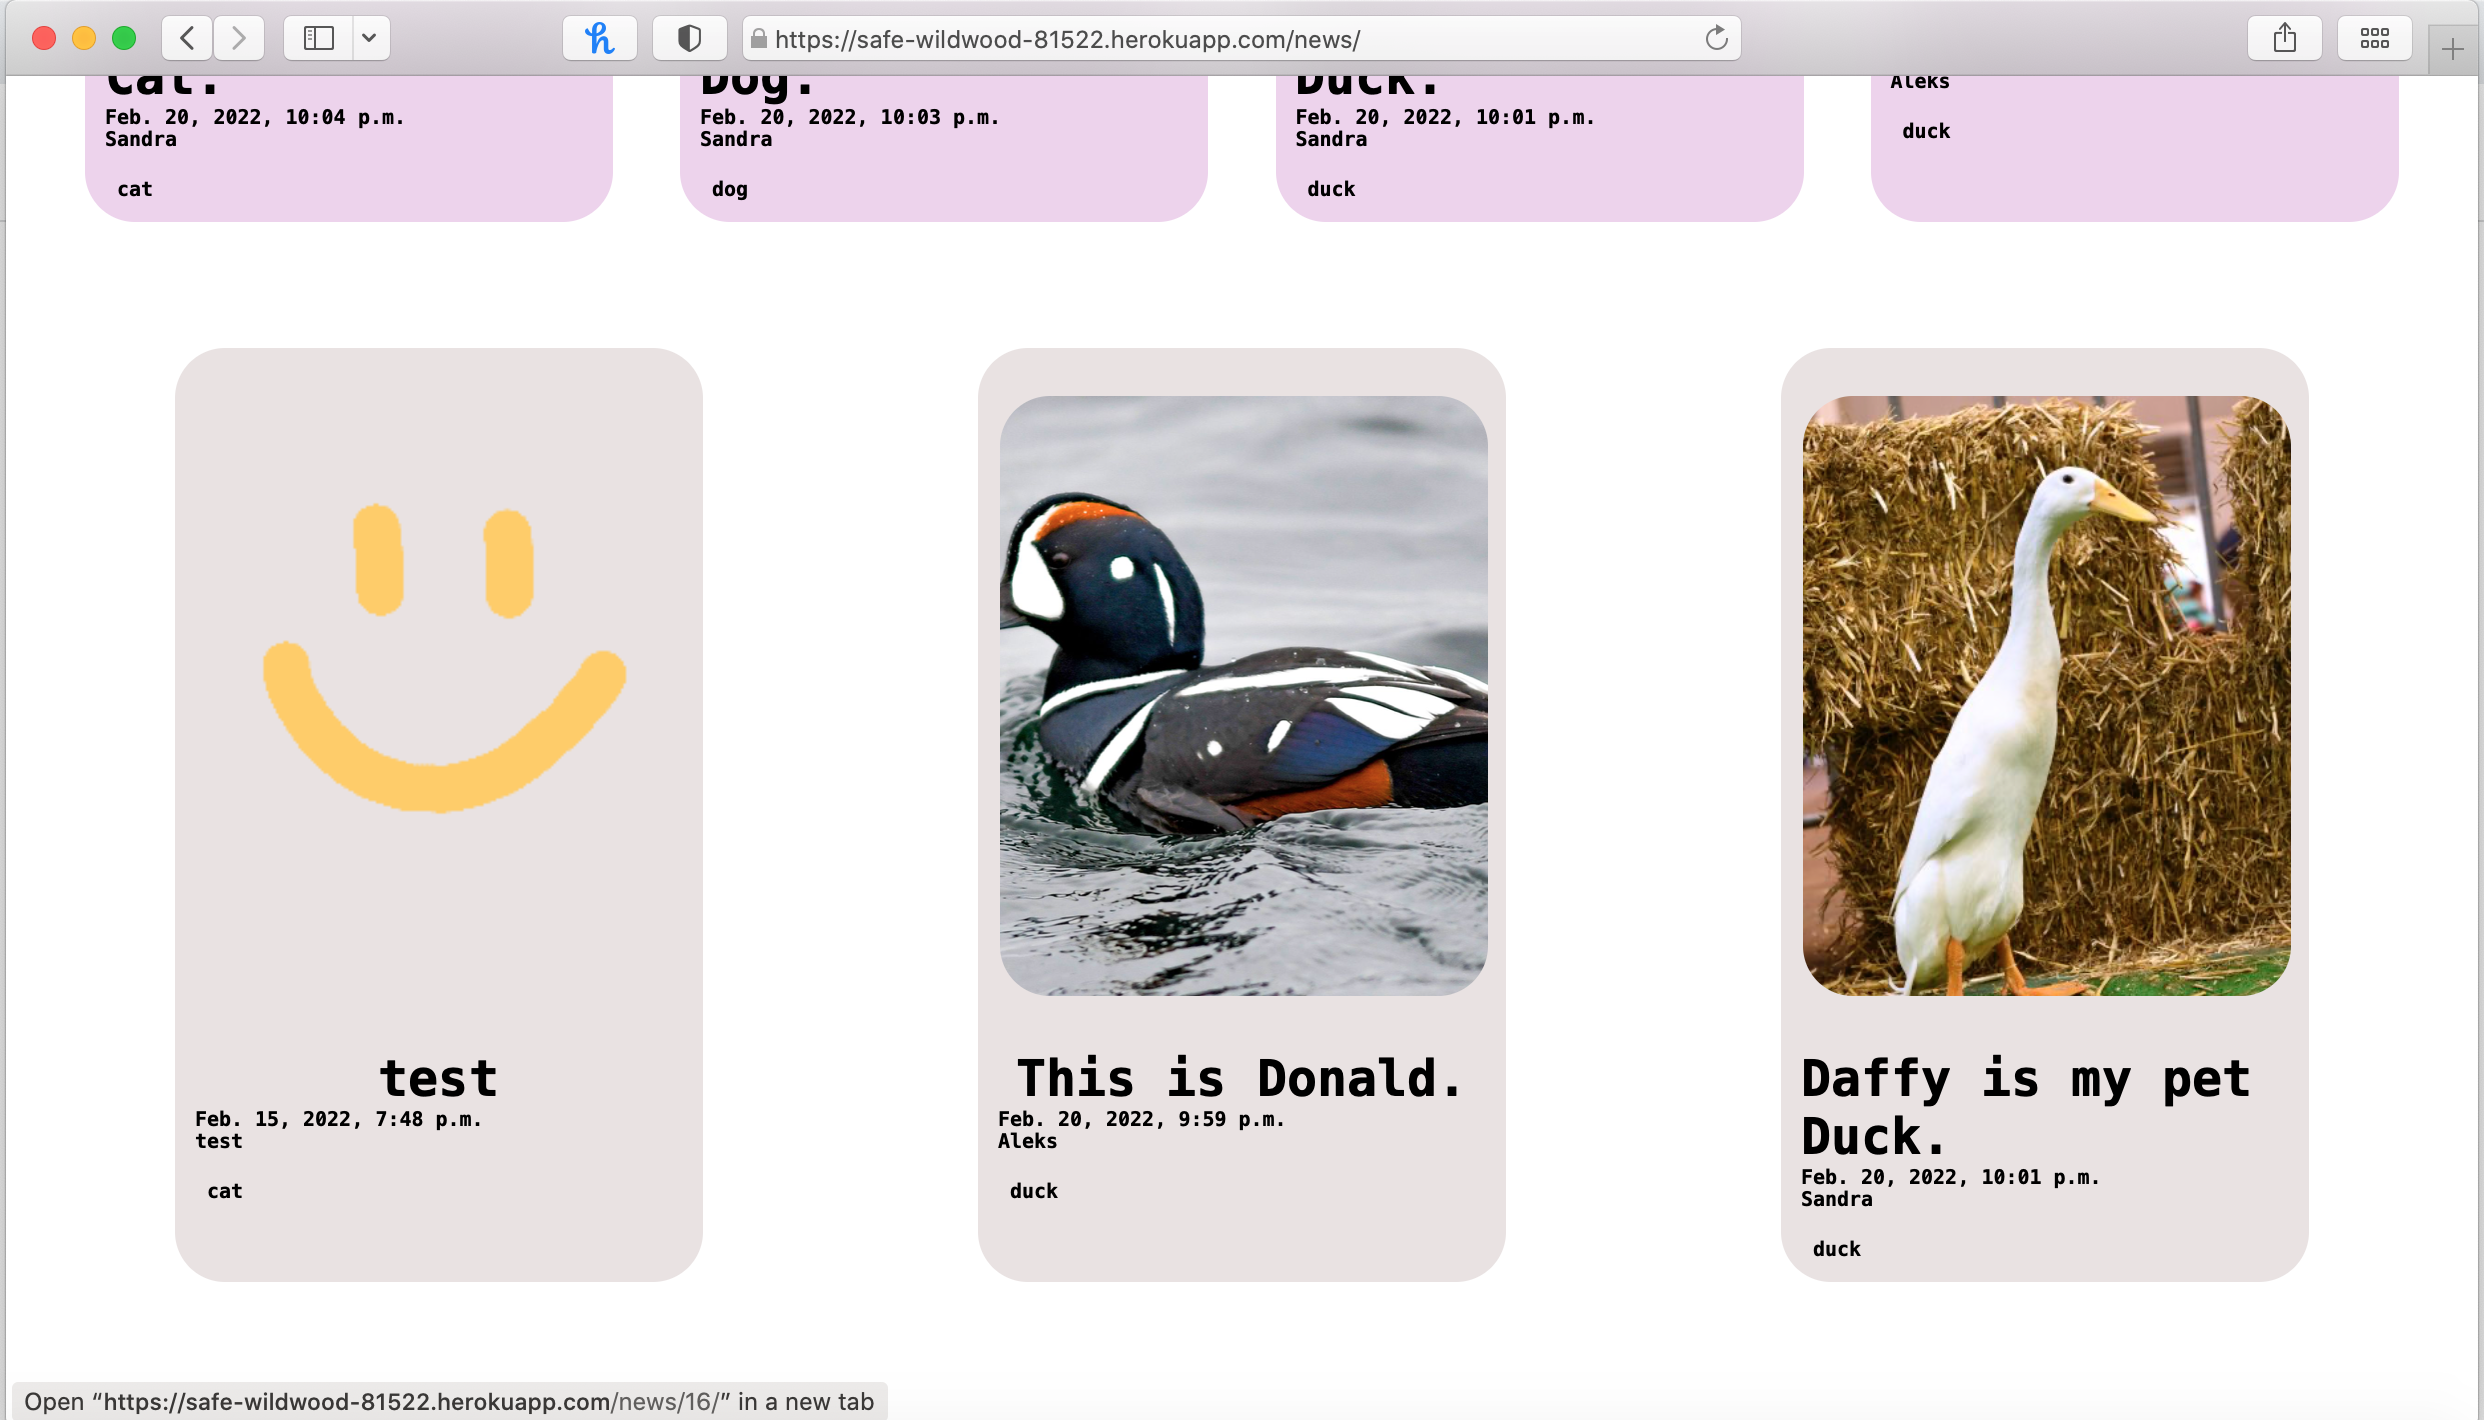 https://safe-wildwood-81522.herokuapp.com/news/
Cat.
Feb. 20, 2022, 10:04 p.m.
Sandra
cat
Dog.
Feb. 20, 2022, 10:03 p.m.
Sandra
dog
Duck.
Feb. 20, 2022, 10:01 p.m.
Sandra
duck
Aleks
duck
test
Feb. 15, 2022, 7:48 p.m.
test
cat
This is Donald.
Feb. 20, 2022, 9:59 p.m.
Aleks
duck
Daffy is my pet
Duck.
Feb. 20, 2022, 10:01 p.m.
Sandra
duck
Open “https://safe-wildwood-81522.herokuapp.com/news/16/” in a new tab